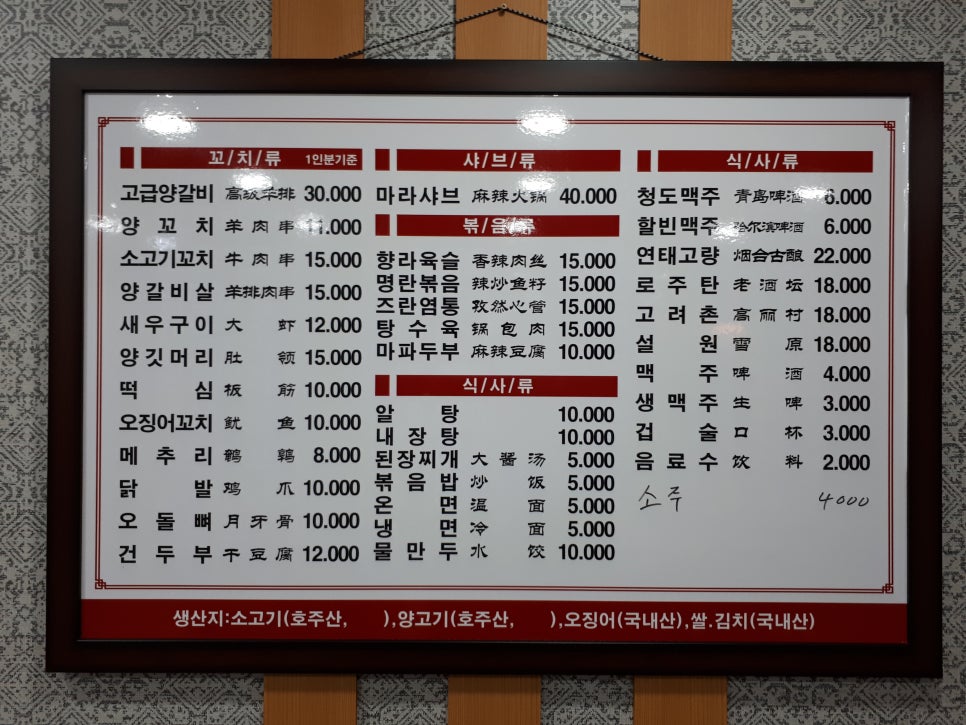 꼬/치/류 1인분기준
고급양갈비 高级羊排 30.000
양꼬치 羊肉串 11.000
소고기꼬치 牛肉串 15.000
양갈비살 羊排肉串 15.000
새우구이 大虾 12.000
양깃머리 肚领 15.000
떡심 板筋 10.000
오징어꼬치 鱿鱼 10.000
메추리 鹌鹑 8.000
닭발 鸡爪 10.000
오돌뼈 月牙骨 10.000
건두부 干豆腐 12.000
샤/브/류
마라샤브 麻辣火锅 40.000
볶/음/류
향라육슬 香辣肉丝 15.000
명란볶음 辣炒鱼籽 15.000
즈란염통 孜然心管 15.000
탕수육 锅包肉 15.000
마파두부 麻辣豆腐 10.000
식/사/류
알탕 10.000
내장탕 10.000
된장찌개 大酱汤 5.000
볶음밥 炒饭 5.000
온면 温面 5.000
냉면 冷面 5.000
물만두 水饺 10.000
식/사/류
청도맥주 青岛啤酒 6.000
할빈맥주 哈尔滨啤酒 6.000
연태고량 烟台古酿 22.000
로주탄 老酒坛 18.000
고려촌 高丽村 18.000
설원 雪原 18.000
맥주 啤酒 4.000
생맥주 生啤 3.000
겁술 口杯 3.000
음료수 饮料 2.000
소주 4000
생산지:소고기(호주산, ),양고기(호주산, ),오징어(국내산),쌀.김치(국내산)